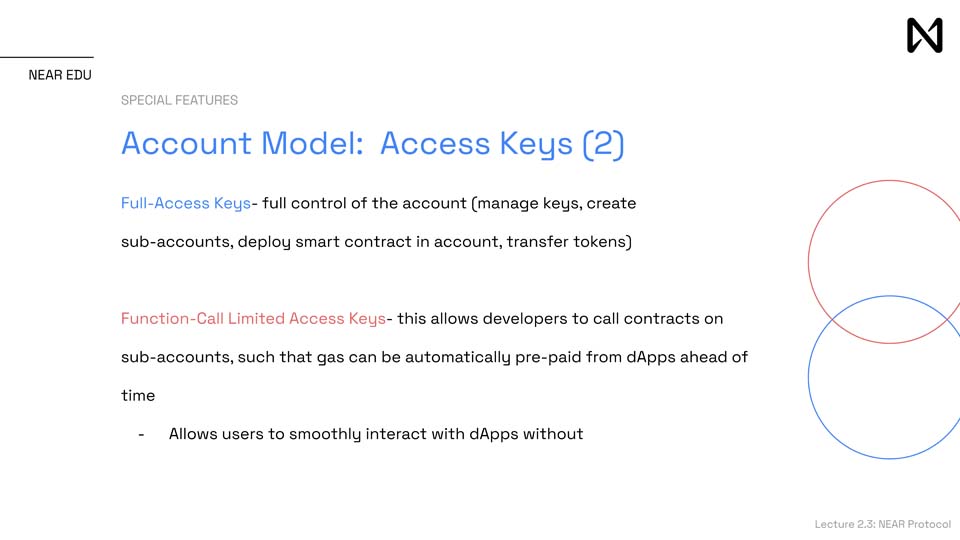 NEAR EDU
SPECIAL FEATURES
Account Model:  Access Keys (2)
Full-Access Keys- full control of the account (manage keys, create
sub-accounts, deploy smart contract in account, transfer tokens)
Function-Call Limited Access Keys- this allows developers to call contracts on
sub-accounts, such that gas can be automatically pre-paid from dApps ahead of
time
- Allows users to smoothly interact with dApps without
Lecture 2.3: NEAR Protocol